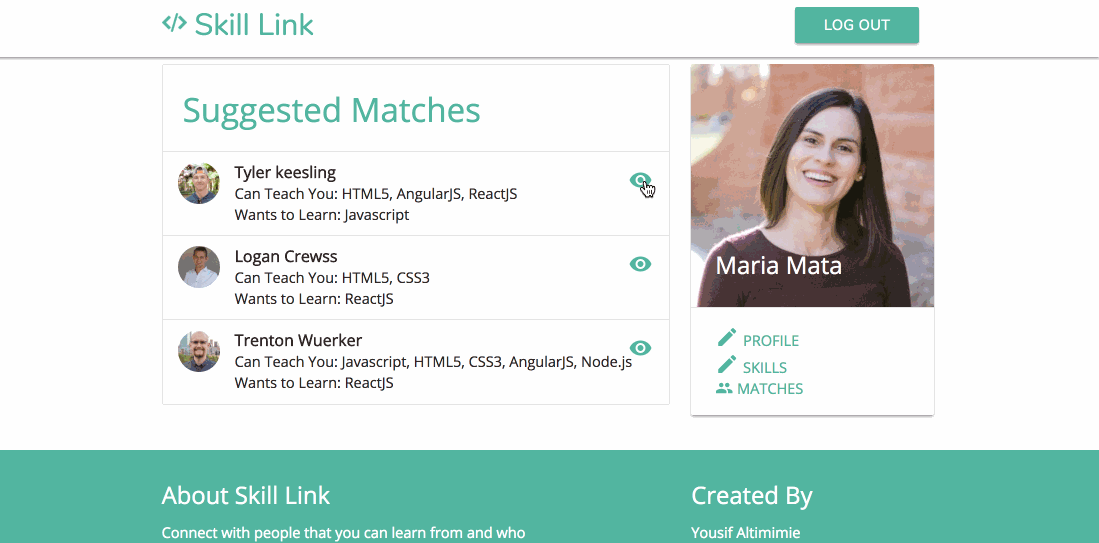 </> Skill Link
LOG OUT
Suggested Matches
Tyler keesling
Can Teach You: HTML5, AngularJS, ReactJS
Wants to Learn: Javascript
Logan Crewss
Can Teach You: HTML5, CSS3
Wants to Learn: ReactJS
Trenton Wuerker
Can Teach You: Javascript, HTML5, CSS3, AngularJS, Node.js
Wants to Learn: ReactJS
Maria Mata
PROFILE
SKILLS
MATCHES
About Skill Link
Connect with people that you can learn from and who
Created By
Yousif Altimimie